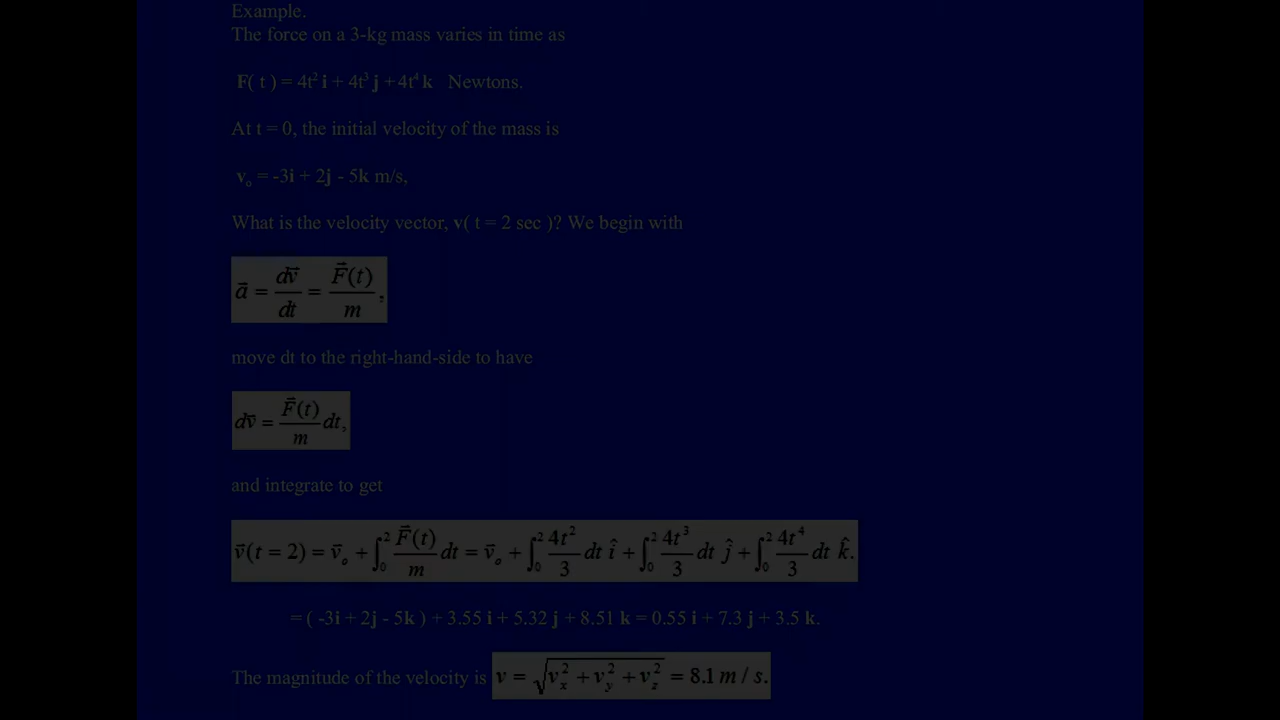 Example.
The force on a 3-kg mass varies in time as
F( t ) = 4t² i + 4t³ j + 4t⁴ k Newtons.
At t = 0, the initial velocity of the mass is
vₒ = -3i + 2j - 5k m/s,
What is the velocity vector, v( t = 2 sec )? We begin with
a⃗ = dv⃗/dt = F⃗(t)/m,
move dt to the right-hand-side to have
dv⃗ = F⃗(t)/m dt,
and integrate to get
v⃗(t = 2) = v⃗ₒ + ∫₀² F⃗(t)/m dt = v⃗ₒ + ∫₀² 4t²/3 dt î + ∫₀² 4t³/3 dt ĵ + ∫₀² 4t⁴/3 dt k̂.
= ( -3i + 2j - 5k ) + 3.55 i + 5.32 j + 8.51 k = 0.55 i + 7.3 j + 3.5 k.
The magnitude of the velocity is v = √(vₓ² + v_y² + v_z²) = 8.1 m / s.